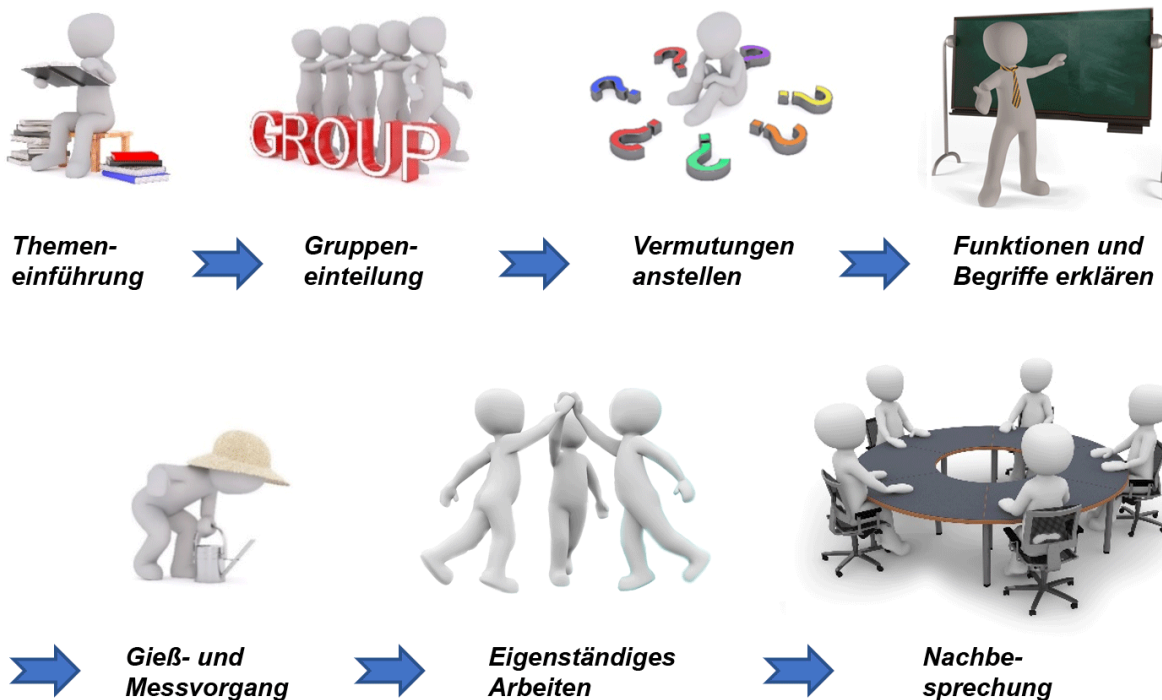 GROUP
Themen-
einführung
Gruppen-
einteilung
Vermutungen
anstellen
Funktionen und
Begriffe erklären
Gieß- und
Messvorgang
Eigenständiges
Arbeiten
Nachbe-
sprechung